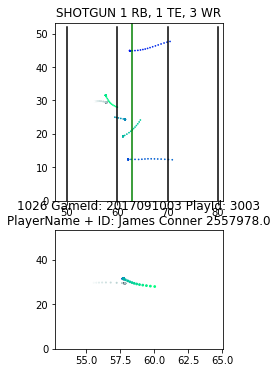 SHOTGUN 1 RB, 1 TE, 3 WR
50
40
30
20
10
0
50 60 70 80
1020 GameId: 2017091003 PlayId: 3003
PlayerName + ID: James Conner 2557978.0
40
20
0
55.0 57.5 60.0 62.5 65.0